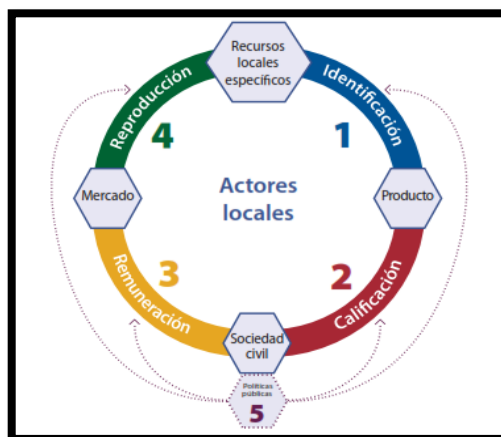 Recursos
locales
específicos
Identificación
1
Producto
Calificación
2
Sociedad
civil
Remuneración
3
Mercado
Reproducción
4
Actores
locales
Políticas
públicas
5